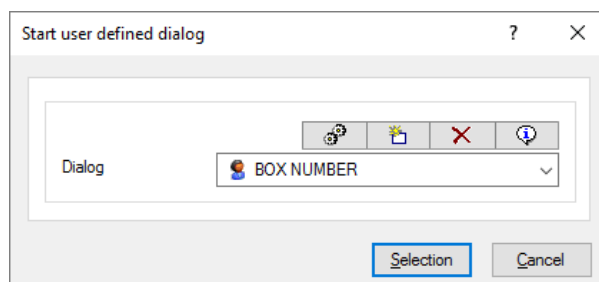 Start user defined dialog ?
Dialog BOX NUMBER
Selection Cancel